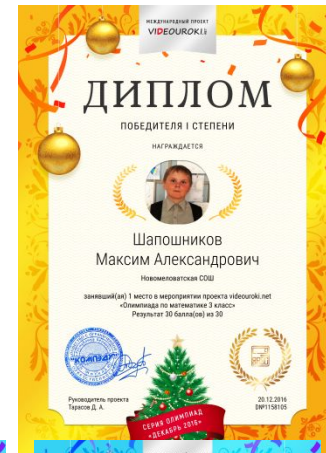 МЕЖДУНАРОДНЫЙ ПРОЕКТ
VIDEOUROKI
ДИПЛОМ
ПОБЕДИТЕЛЯ I СТЕПЕНИ
НАГРАЖДАЕТСЯ
Шапошников
Максим Александрович
Новомеловатская СОШ
занявший(ая) 1 место в мероприятии проекта videouroki.net
«Олимпиада по математике 3 класс»
Результат 30 балла(ов) из 30
"КОМПЭДУ"
Руководитель проекта
Тарасов Д. А.
СЕРИЯ ОЛИМПИАД
«ДЕКАБРЬ 2016»
20.12.2016
DNP1158105